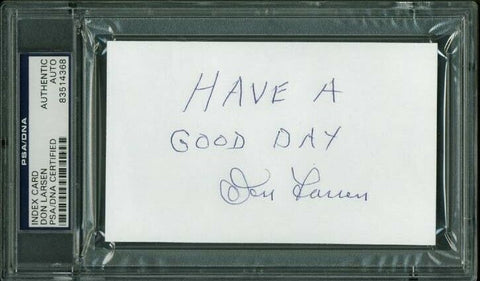 HAVE A
GOOD DAY
Don Larsen
PSA/DNA
INDEX CARD
DON LARSEN
PSA/DNA CERTIFIED
AUTHENTIC
AUTO
83514368